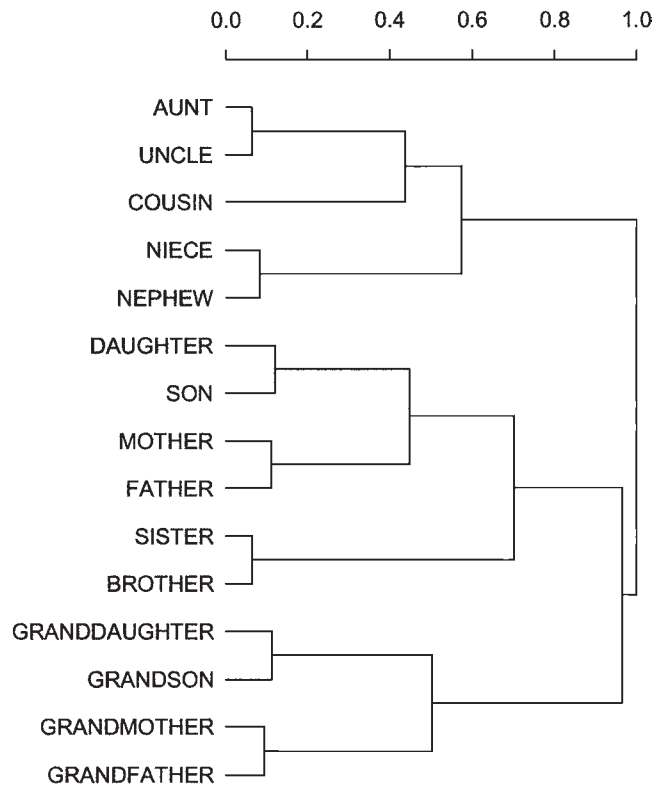 0.0 0.2 0.4 0.6 0.8 1.0
AUNT
UNCLE
COUSIN
NIECE
NEPHEW
DAUGHTER
SON
MOTHER
FATHER
SISTER
BROTHER
GRANDDAUGHTER
GRANDSON
GRANDMOTHER
GRANDFATHER